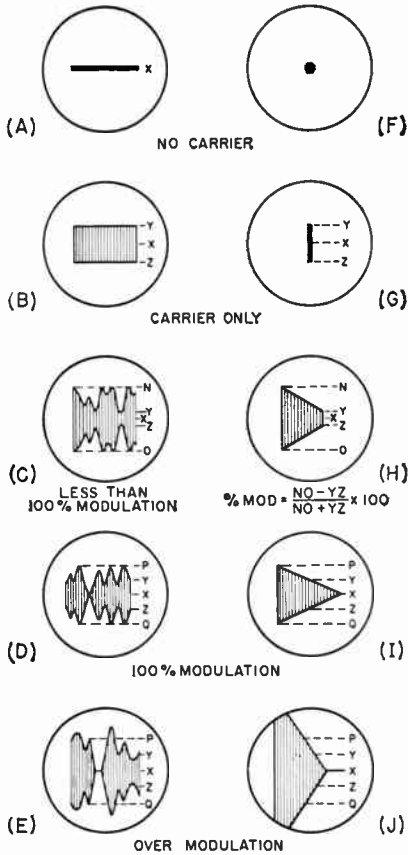 X
(A) (F)
NO CARRIER
Y Y
X X
Z Z
(B) (G)
CARRIER ONLY
N N
Y Y
X X
Z Z
O O
(C) (H)
LESS THAN
100% MODULATION
% MOD = NO - YZ / NO + YZ X 100
P P
Y Y
X X
Z Z
Q Q
(D) (I)
100% MODULATION
P P
Y Y
X X
Z Z
Q Q
(E) (J)
OVER MODULATION